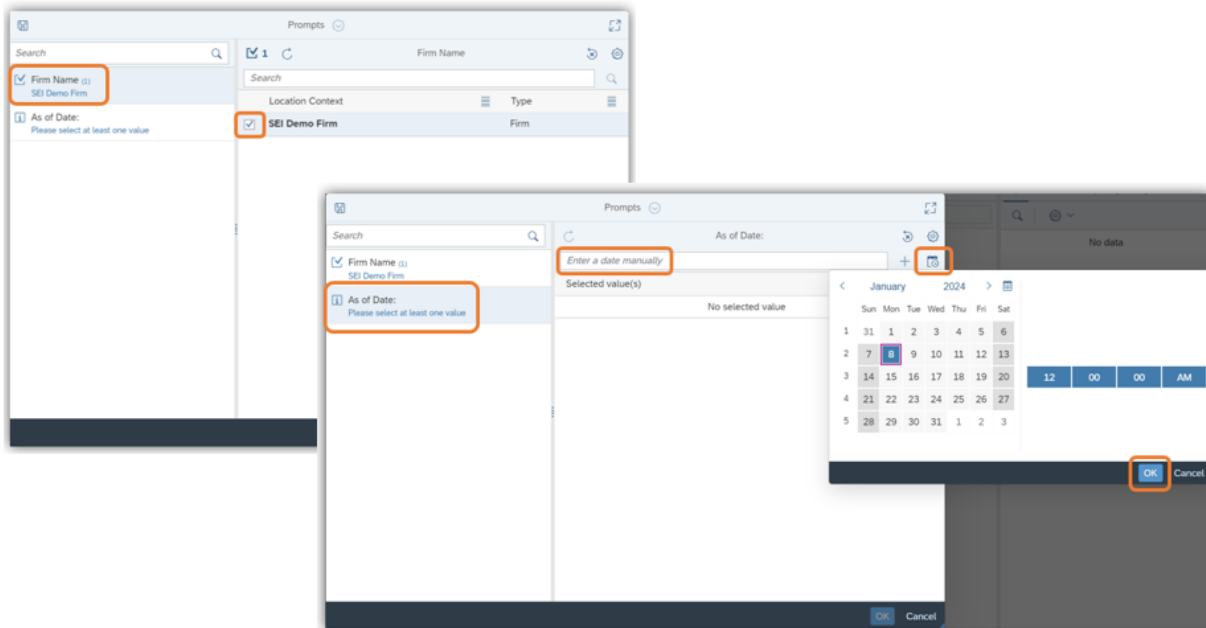 Prompts
Search
Firm Name (1)
SEI Demo Firm
As of Date:
Please select at least one value
1
Firm Name
Search
Location Context
Type
SEI Demo Firm
Firm
Prompts
Search
Firm Name (1)
SEI Demo Firm
As of Date:
Please select at least one value
As of Date:
Enter a date manually
Selected value(s)
No selected value
No data
January 2024
Sun Mon Tue Wed Thu Fri Sat
1 31 1 2 3 4 5 6
2 7 8 9 10 11 12 13
3 14 15 16 17 18 19 20
4 21 22 23 24 25 26 27
5 28 29 30 31 1 2 3
12 00 00 AM
OK Cancel
OK Cancel